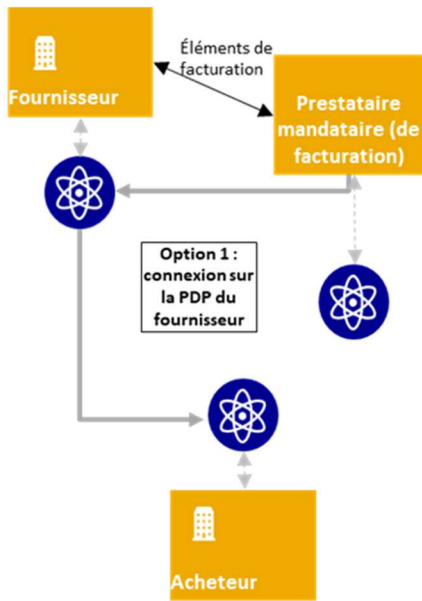 Éléments de
facturation
Fournisseur
Prestataire
mandataire (de
facturation)
Option 1 :
connexion sur
la PDP du
fournisseur
Acheteur